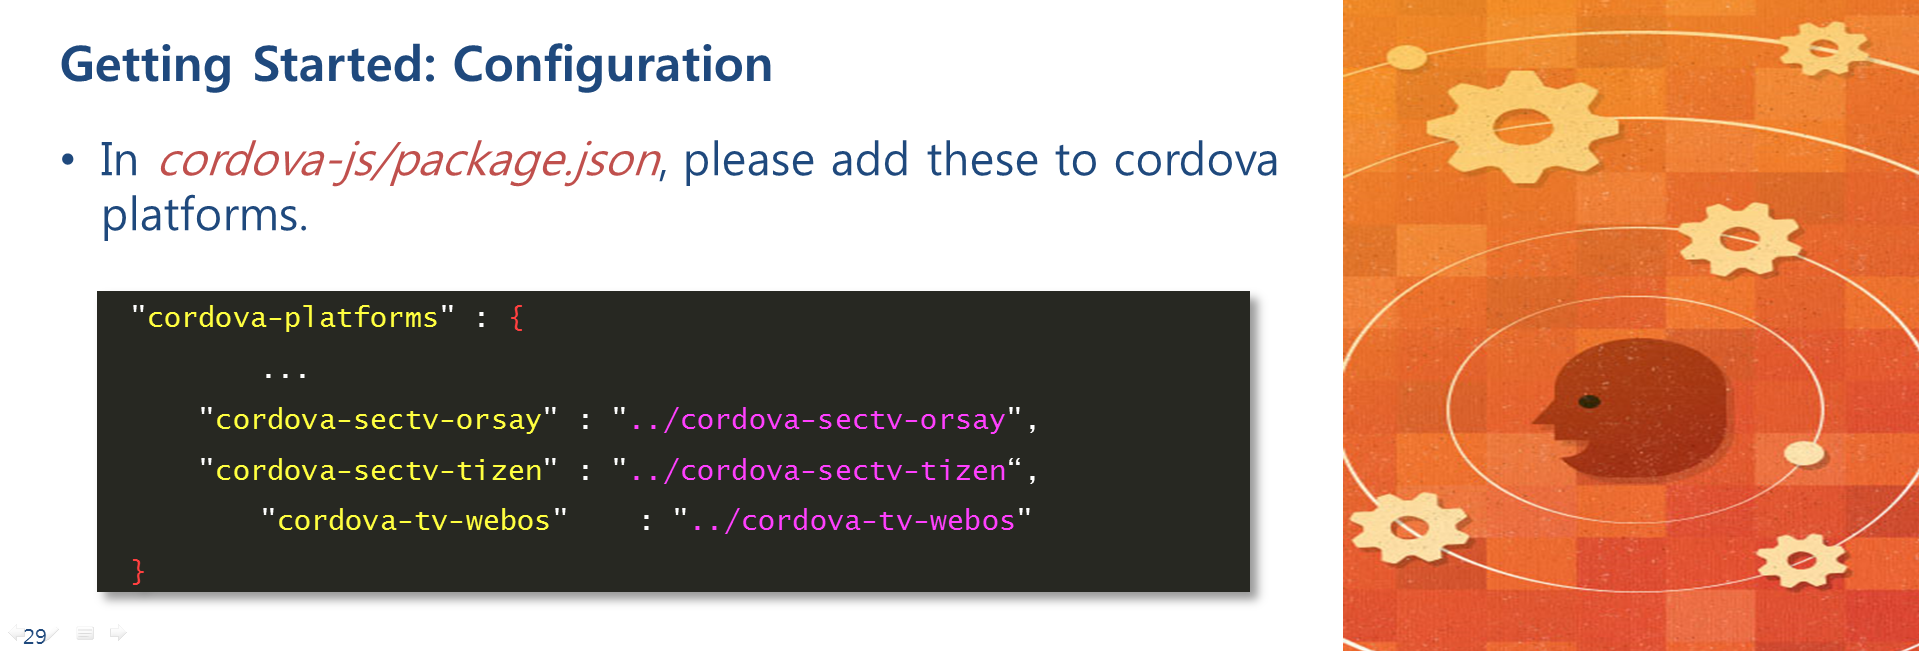 Getting Started: Configuration
• In cordova-js/package.json, please add these to cordova
platforms.
"cordova-platforms" : {
...
"cordova-sectv-orsay" : "../cordova-sectv-orsay",
"cordova-sectv-tizen" : "../cordova-sectv-tizen“,
"cordova-tv-webos" : "../cordova-tv-webos"
}
29